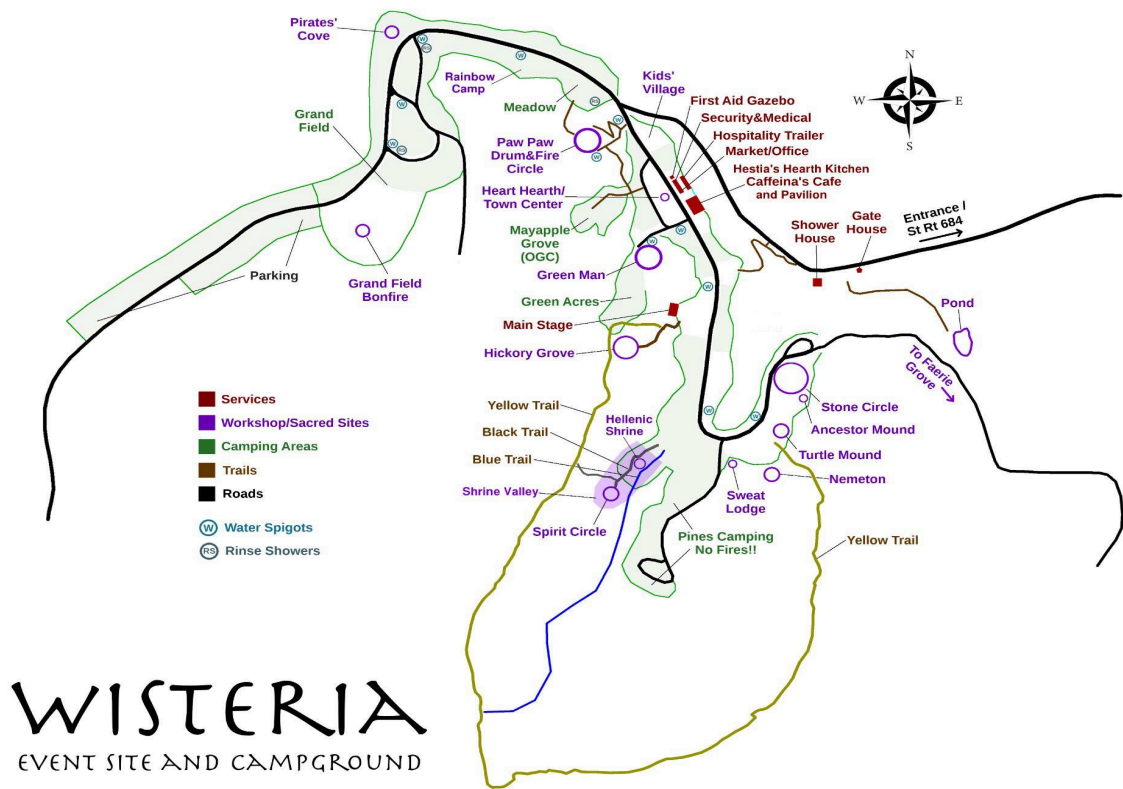 Pirates'
Cove
W
RS
W
Rainbow
Camp
Kids'
Village
N
W
E
S
First Aid Gazebo
Security&Medical
Hospitality Trailer
Market/Office
Hestia's Hearth Kitchen
Caffeina's Cafe
and Pavilion
Meadow
RS
W
Grand
Field
W
W
RS
Paw Paw
Drum&Fire
Circle
W
Heart Hearth/
Town Center
Mayapple
Grove
(OGC)
W
W
Entrance /
St Rt 684
Gate
House
Shower
House
Parking
Grand Field
Bonfire
Green Man
Green Acres
W
Main Stage
Pond
Hickory Grove
To Faerie
Grove
Services
Workshop/Sacred Sites
Camping Areas
Trails
Roads
W Water Spigots
RS Rinse Showers
Yellow Trail
Hellenic
Shrine
Black Trail
Blue Trail
Shrine Valley
Spirit Circle
W
W
Stone Circle
Ancestor Mound
Turtle Mound
Nemeton
Sweat
Lodge
Pines Camping
No Fires!!
Yellow Trail
WISTERIA
EVENT SITE AND CAMPGROUND